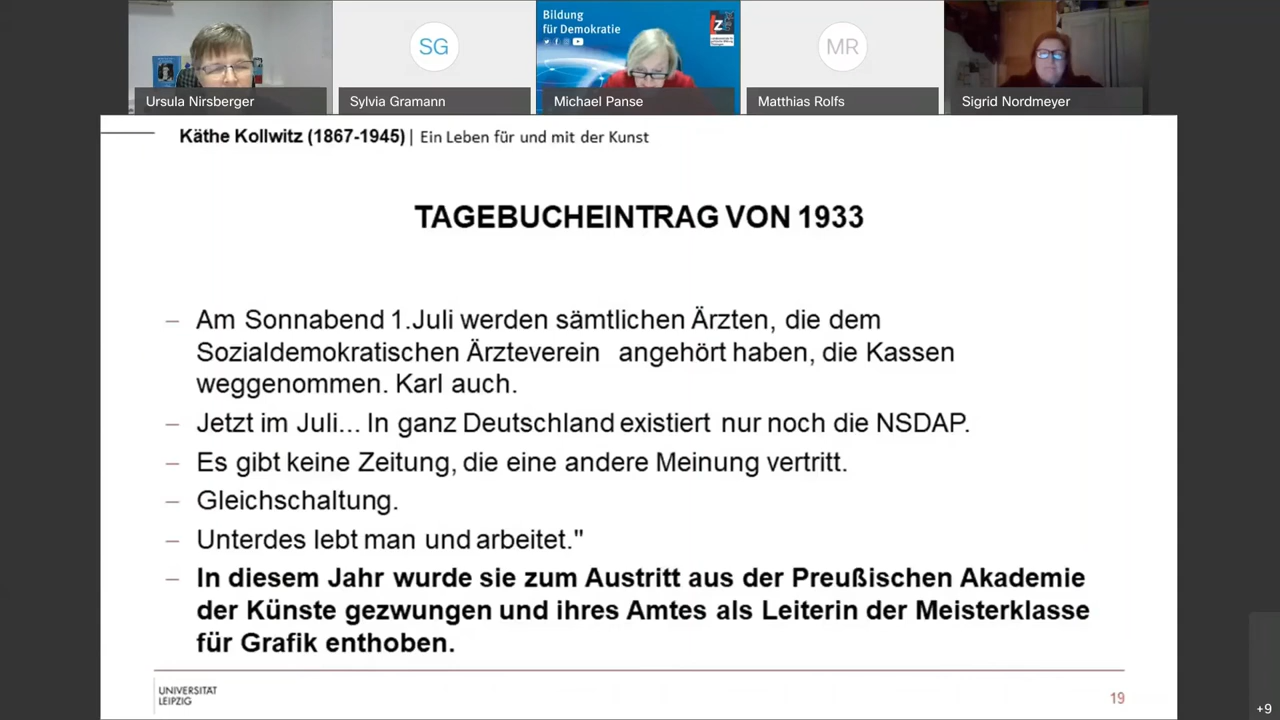 Bildung
für Demokratie
SG
MR
Ursula Nirsberger
Sylvia Gramann
Michael Panse
Matthias Rolfs
Sigrid Nordmeyer
Käthe Kollwitz (1867-1945) | Ein Leben für und mit der Kunst
TAGEBUCHEINTRAG VON 1933
– Am Sonnabend 1.Juli werden sämtlichen Ärzten, die dem
Sozialdemokratischen Ärzteverein angehört haben, die Kassen
weggenommen. Karl auch.
– Jetzt im Juli... In ganz Deutschland existiert nur noch die NSDAP.
– Es gibt keine Zeitung, die eine andere Meinung vertritt.
– Gleichschaltung.
– Unterdes lebt man und arbeitet."
– In diesem Jahr wurde sie zum Austritt aus der Preußischen Akademie
der Künste gezwungen und ihres Amtes als Leiterin der Meisterklasse
für Grafik enthoben.
UNIVERSITÄT
LEIPZIG
19
+9